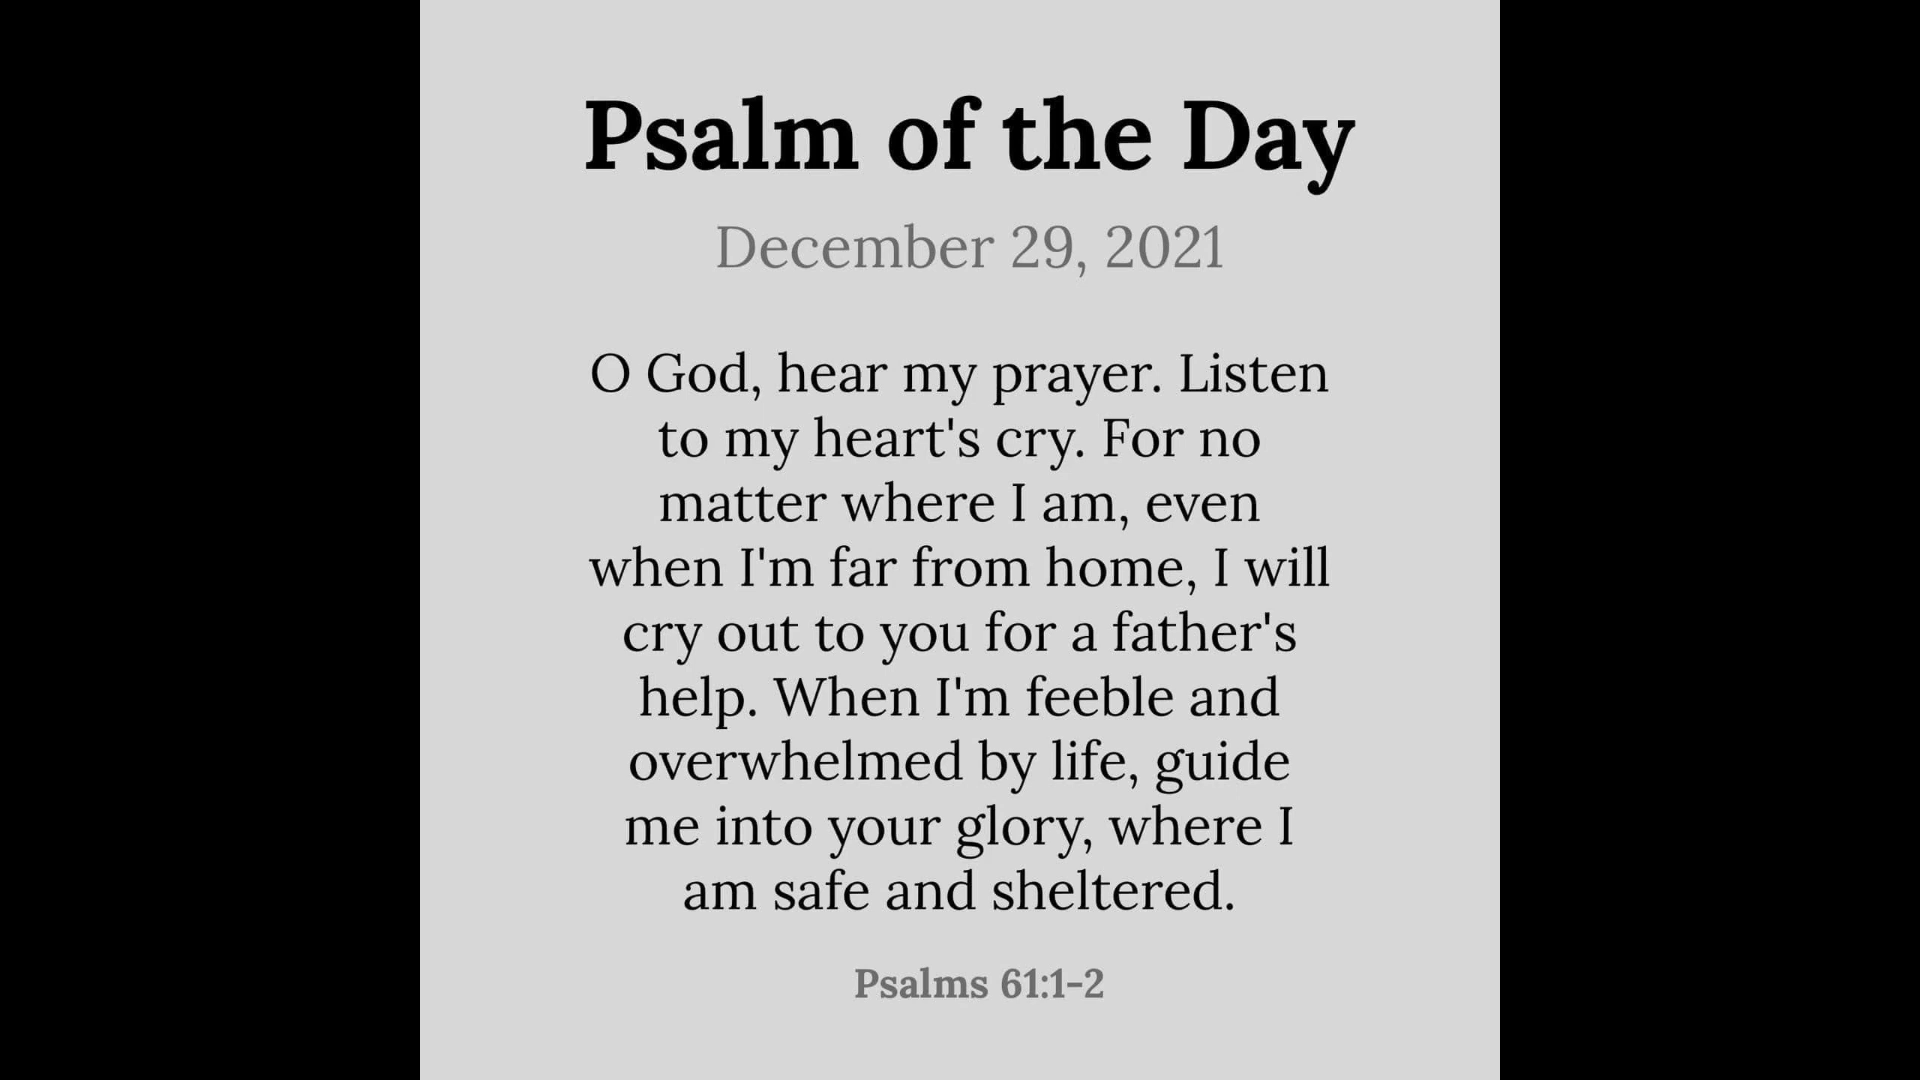 Psalm of the Day
December 29, 2021
O God, hear my prayer. Listen
to my heart's cry. For no
matter where I am, even
when I'm far from home, I will
cry out to you for a father's
help. When I'm feeble and
overwhelmed by life, guide
me into your glory, where I
am safe and sheltered.
Psalms 61:1-2